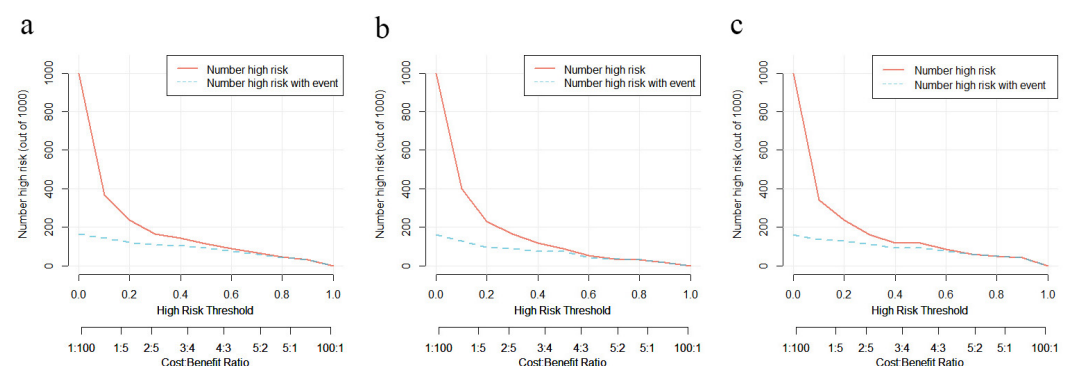 a
Number high risk
Number high risk with event
Number high risk (out of 1000)
0 200 400 600 800 1000
0.0 0.2 0.4 0.6 0.8 1.0
High Risk Threshold
1:100 1:5 2:5 3:4 4:3 5:2 5:1 100:1
Cost:Benefit Ratio
b
Number high risk
Number high risk with event
Number high risk (out of 1000)
0 200 400 600 800 1000
0.0 0.2 0.4 0.6 0.8 1.0
High Risk Threshold
1:100 1:5 2:5 3:4 4:3 5:2 5:1 100:1
Cost:Benefit Ratio
c
Number high risk
Number high risk with event
Number high risk (out of 1000)
0 200 400 600 800 1000
0.0 0.2 0.4 0.6 0.8 1.0
High Risk Threshold
1:100 1:5 2:5 3:4 4:3 5:2 5:1 100:1
Cost:Benefit Ratio